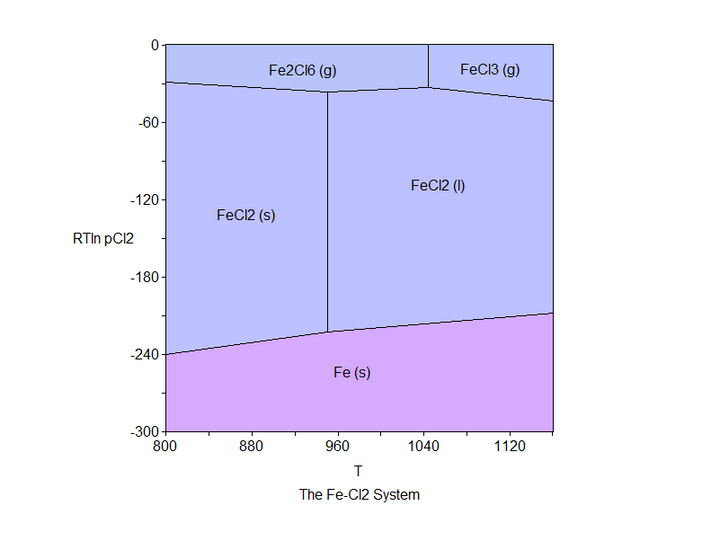 0
Fe2Cl6 (g)
FeCl3 (g)
-60
-120
FeCl2 (l)
FeCl2 (s)
RTln pCl2
-180
-240
Fe (s)
-300
800 880 960 1040 1120
T
The Fe-Cl2 System